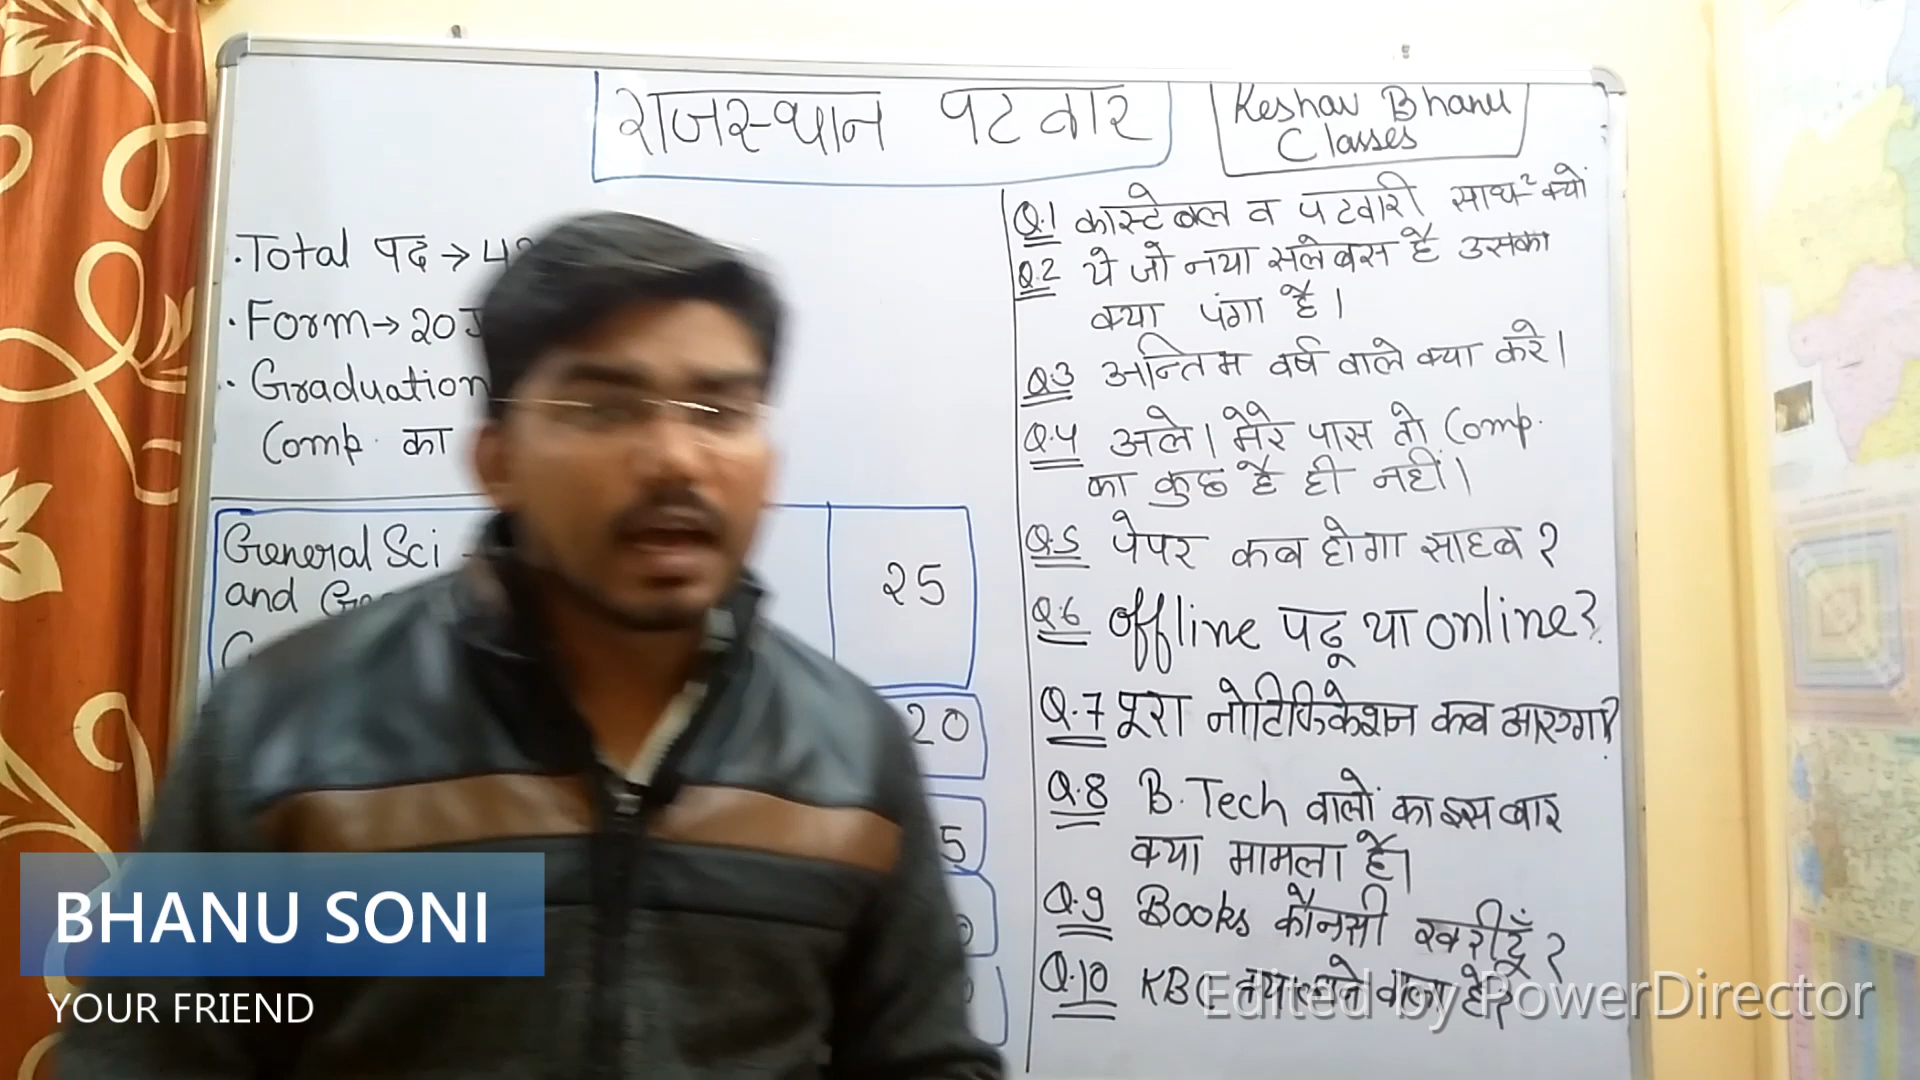 राजस्थान पटवार
Keshav Bhanu
Classes
·Total पद →
·Form→ 20 J
·Graduation
Comp. का
General Sci
and
25
20
5
Q.1 कास्टेबल व पटवारी साथ-2 क्यों
Q.2 ये जो नया सलेबस है उसका
क्या पंगा है।
Q.3 अन्तिम वर्ष वाले क्या करे।
Q.4 अले। मेरे पास तो Comp.
का कुछ है ही नहीं।
Q.5 पेपर कब होगा साहब ?
Q.6 offline पढू या online?
Q.7 पूरा नोटिफिकेशन कब आएगा?
Q.8 B.Tech वालों का इस बार
क्या मामला है।
Q.9 Books कौनसी खरीदूँ ?
Q.10 KBC वाला है?
BHANU SONI
YOUR FRIEND
Edited by PowerDirector